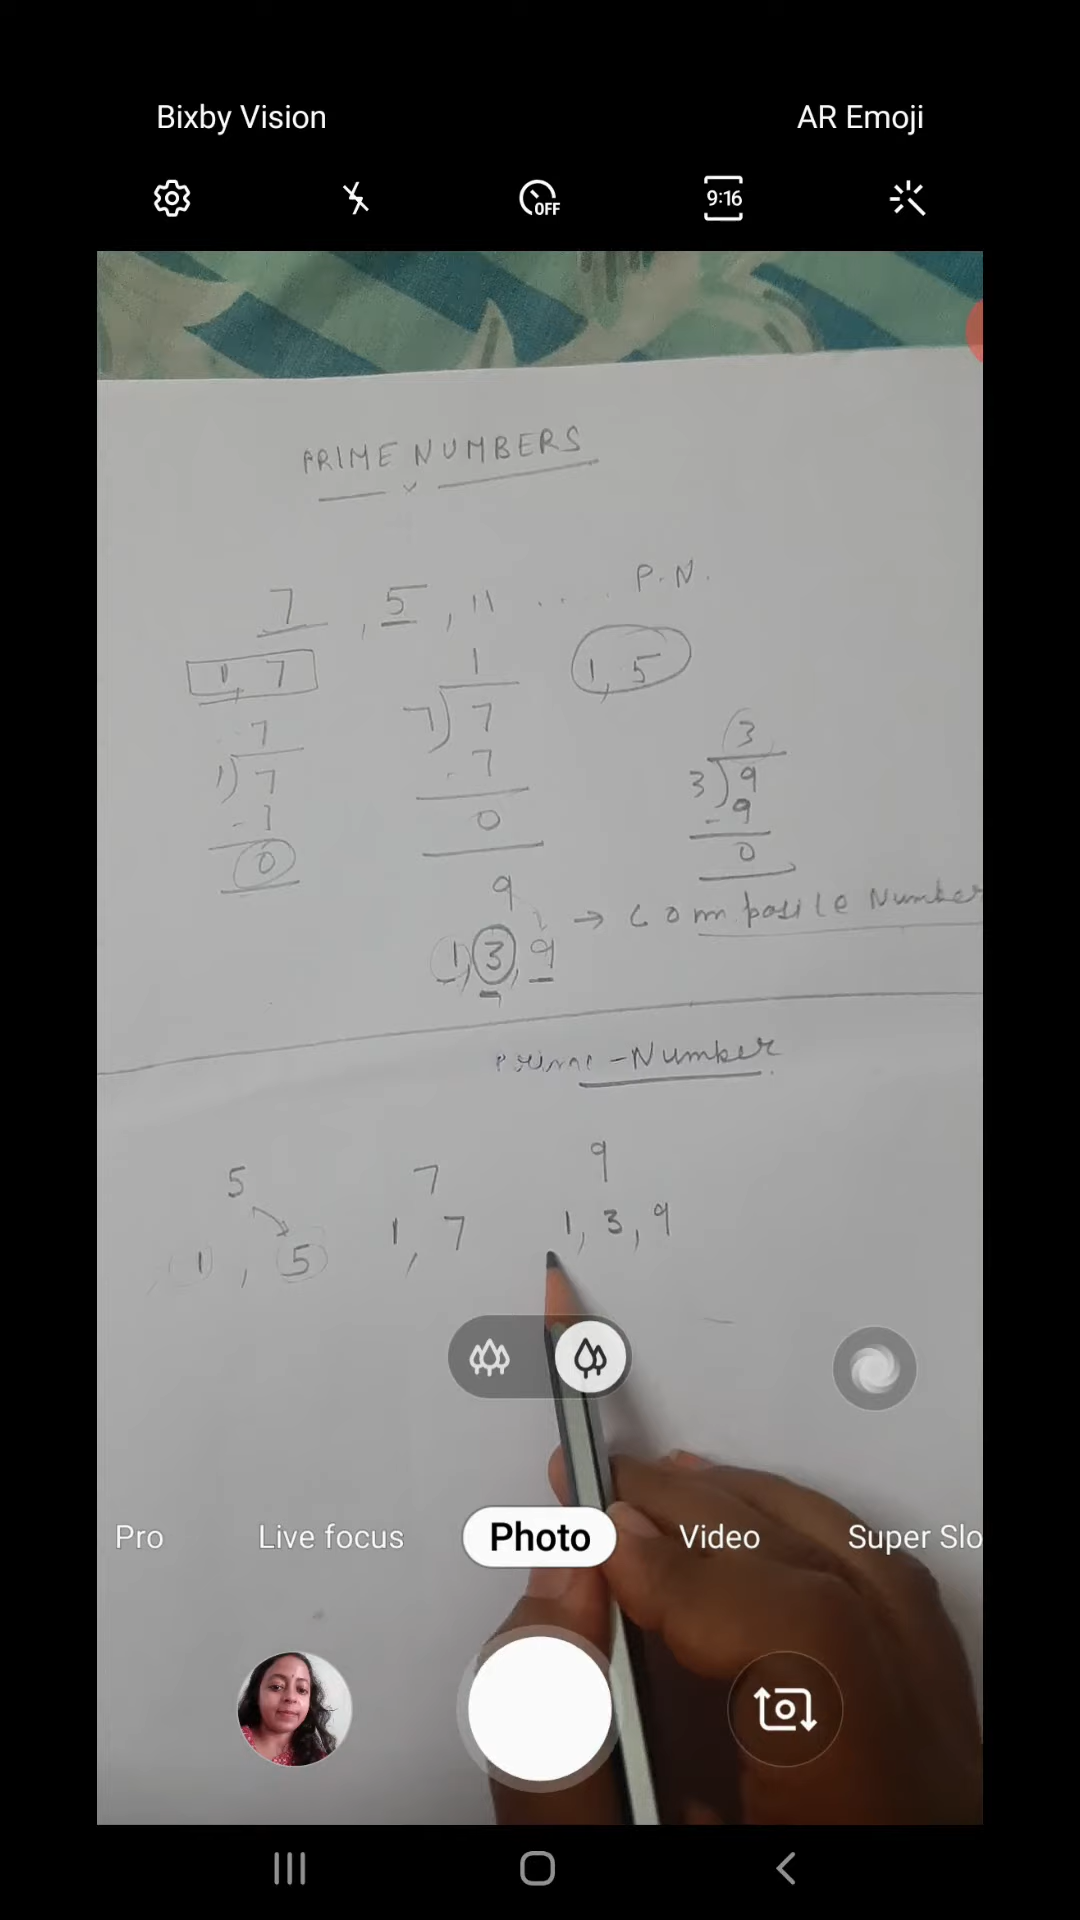 Bixby Vision AR Emoji
OFF 9:16
PRIME NUMBERS
7, 5, 11 .... P.N.
1, 7
1, 5
7
1)7
-7
0
1
7)7
-7
0
3
3)9
-9
0
9
1, 3, 9 → Composite Number
Prime-Number
5 7 9
1, 5 1, 7 1, 3, 9
Pro Live focus Photo Video Super Slo